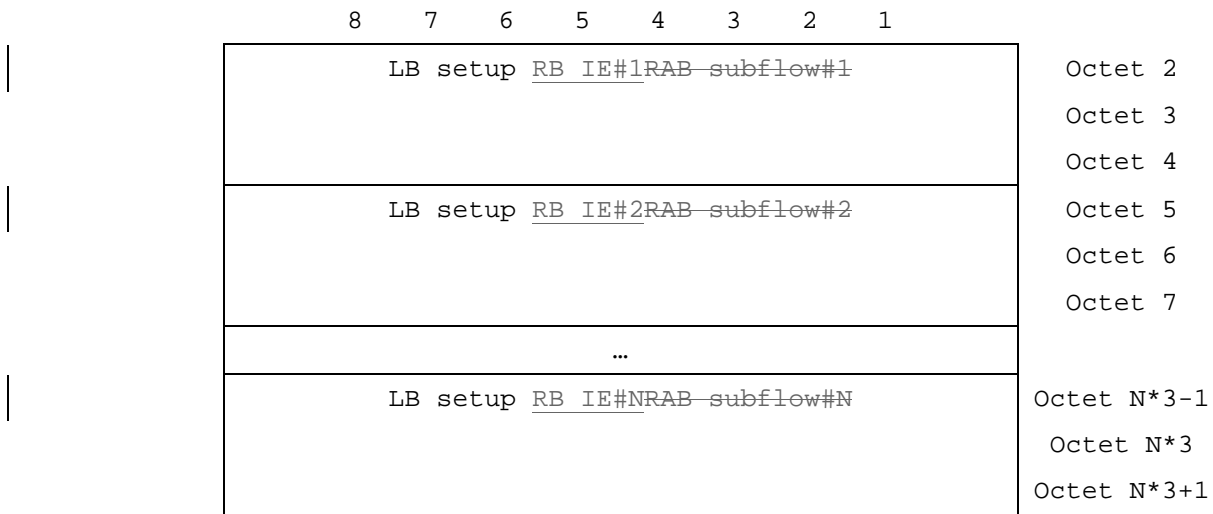 8 7 6 5 4 3 2 1
LB setup RB IE#1RAB subflow#1 Octet 2
Octet 3
Octet 4
LB setup RB IE#2RAB subflow#2 Octet 5
Octet 6
Octet 7
…
LB setup RB IE#NRAB subflow#N Octet N*3-1
Octet N*3
Octet N*3+1